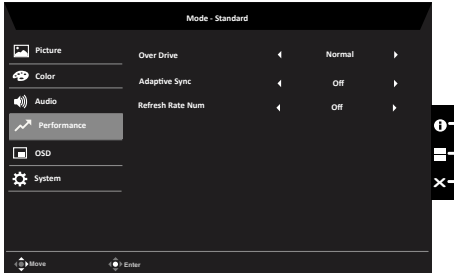 Mode - Standard
Picture
Color
Audio
Performance
OSD
System
Over Drive Normal
Adaptive Sync Off
Refresh Rate Num Off
Move Enter